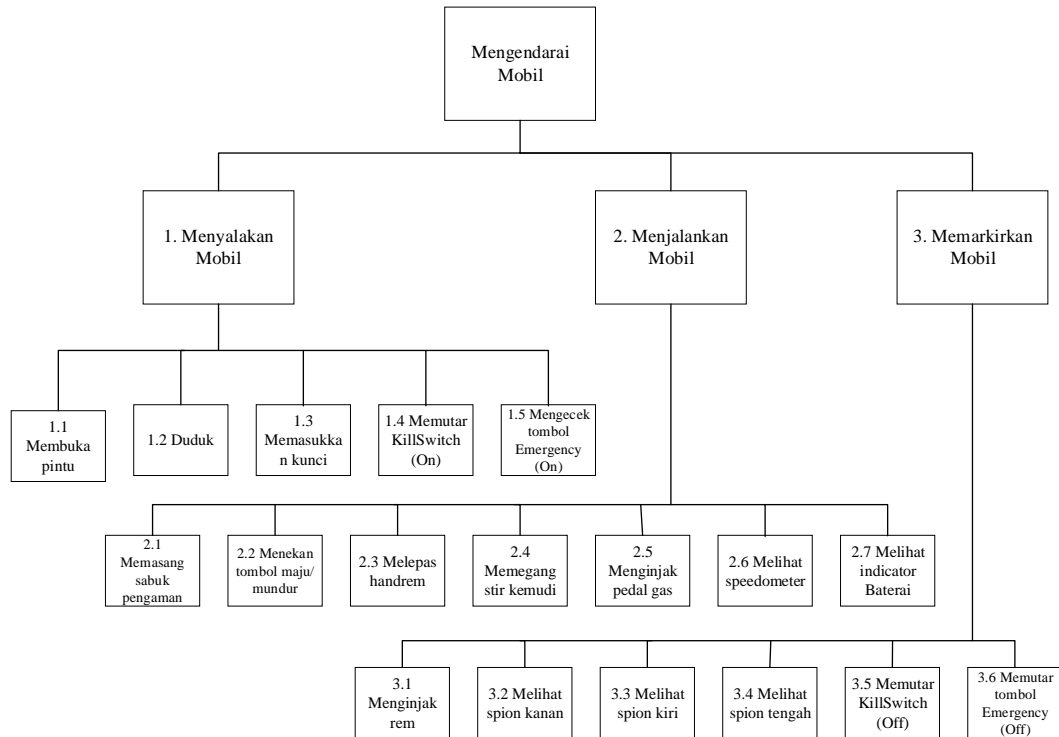 Mengendarai
Mobil
1. Menyalakan
Mobil
2. Menjalankan
Mobil
3. Memarkirkan
Mobil
1.1
Membuka
pintu
1.2 Duduk
1.3
Memasukka
n kunci
1.4 Memutar
KillSwitch
(On)
1.5 Mengecek
tombol
Emergency
(On)
2.1
Memasang
sabuk
pengaman
2.2 Menekan
tombol maju/
mundur
2.3 Melepas
handrem
2.4
Memegang
stir kemudi
2.5
Menginjak
pedal gas
2.6 Melihat
speedometer
2.7 Melihat
indicator
Baterai
3.1
Menginjak
rem
3.2 Melihat
spion kanan
3.3 Melihat
spion kiri
3.4 Melihat
spion tengah
3.5 Memutar
KillSwitch
(Off)
3.6 Memutar
tombol
Emergency
(Off)